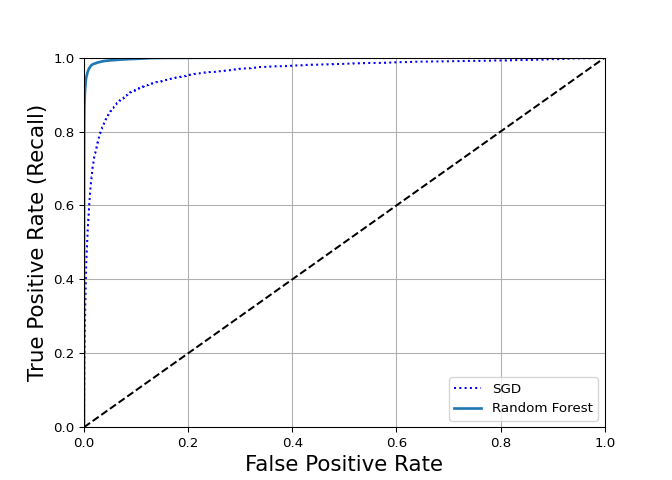 1.0
0.8
0.6
0.4
0.2
0.0
True Positive Rate (Recall)
SGD
Random Forest
0.0 0.2 0.4 0.6 0.8 1.0
False Positive Rate